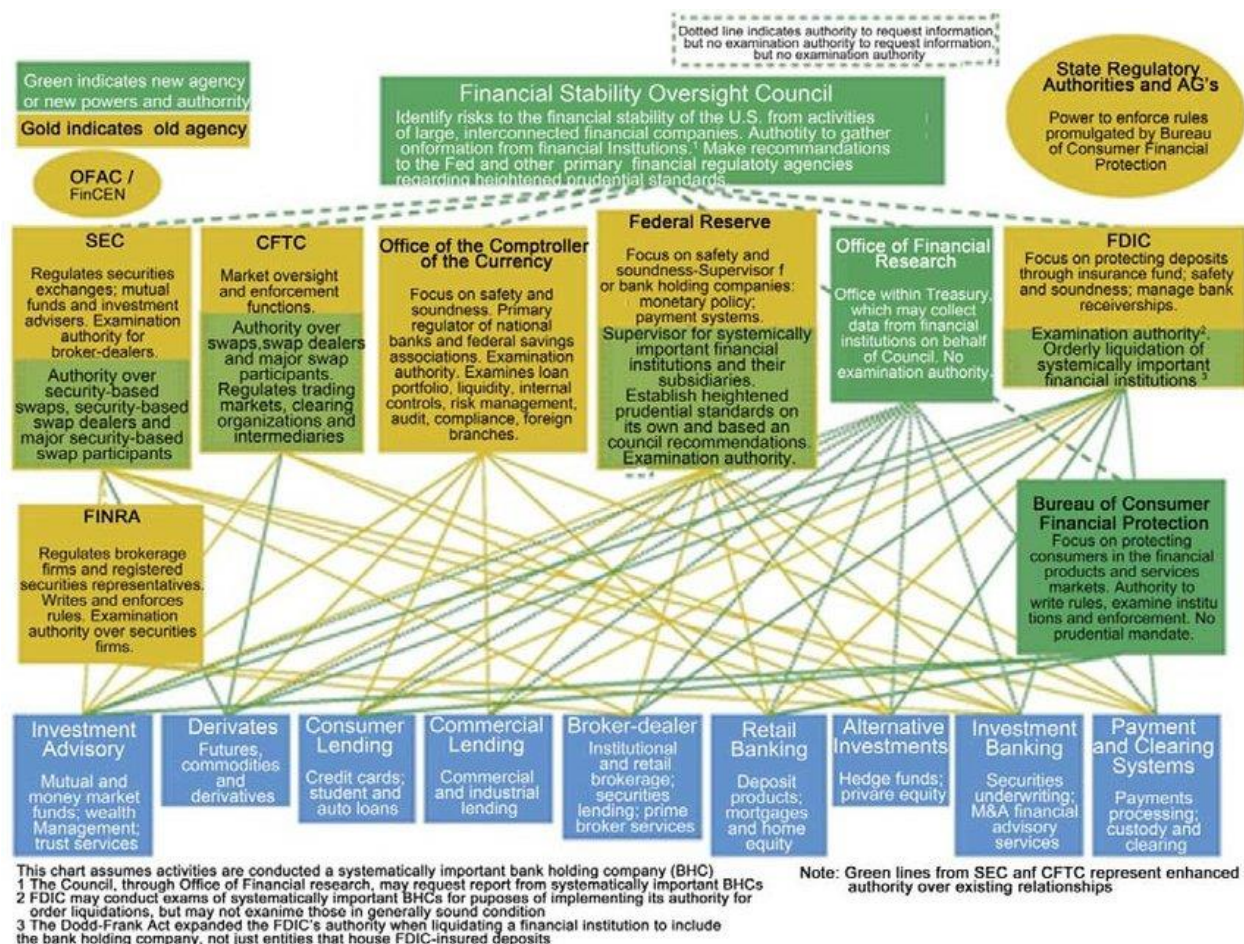 Dotted line indicates authority to request information,
but no examination authority to request information,
but no examination authority
Green indicates new agency
or new powers and authorrity
Gold indicates old agency
OFAC /
FinCEN
Financial Stability Oversight Council
Identify risks to the financial stability of the U.S. from activities
of large, interconnected financial companies. Authotity to gather
onformation from financial Insttutions.¹ Make recommandations
to the Fed and other primary financial regulatoty agencies
regarding heightened prudential standards
State Regulatory
Authorities and AG's
Power to enforce rules
promulgated by Bureau
of Consumer Financial
Protection
SEC
Regulates securities
exchanges; mutual
funds and investment
advisers. Examination
authority for
broker-dealers.
Authority over
security-based
swaps, security-based
swap dealers and
major security-based
swap participants
CFTC
Market oversight
and enforcement
functions.
Authority over
swaps,swap dealers
and major swap
participants.
Regulates trading
markets, clearing
organizations and
intermediaries
Office of the Comptroller
of the Currency
Focus on safety and
soundness. Primary
regulator of national
banks and federal savings
associations. Examination
authority. Examines loan
portfolio, liquidity, internal
controls, risk management,
audit, compliance, foreign
branches.
Federal Reserve
Focus on safety and
soundness-Supervisor f
or bank holding companies:
monetary policy;
payment systems.
Supervisor for systemically
important financial
institutions and their
subsidiaries.
Establish heightened
prudential standards on
its own and based an
council recommendations.
Examination authority.
Office of Financial
Research
Office within Treasury,
which may collect
data from financial
institutions on behalf
of Council. No
examination authority.
FDIC
Focus on protecting deposits
through insurance fund; safety
and soundness; manage bank
receiverships.
Examination authority².
Orderly liquidation of
systemically important
financial institutions ³
FINRA
Regulates brokerage
firms and registered
securities representatives.
Writes and enforces
rules. Examination
authority over securities
firms.
Bureau of Consumer
Financial Protection
Focus on protecting
consumers in the financial
products and services
markets. Authority to
write rules, examine institu
tions and enforcement. No
prudential mandate.
Investment
Advisory
Mutual and
money market
funds; wealth
Management;
trust services
Derivates
Futures,
commodities
and
derivatives
Consumer
Lending
Credit cards;
student and
auto loans
Commercial
Lending
Commercial
and industrial
lending
Broker-dealer
Institutional
and retail
brokerage;
securities
lending; prime
broker services
Retail
Banking
Deposit
products;
mortgages
and home
equity
Alternative
Investments
Hedge funds;
private equity
Investment
Banking
Securities
underwriting;
M&A financial
advisory
services
Payment
and Clearing
Systems
Payments
processing;
custody and
clearing
This chart assumes activities are conducted a systematically important bank holding company (BHC)
1 The Council, through Office of Financial research, may request report from systematically important BHCs
2 FDIC may conduct exams of systematically important BHCs for puposes of implementing its authority for
order liquidations, but may not exanime those in generally sound condition
3 The Dodd-Frank Act expanded the FDIC's authority when liquidating a financial institution to include
the bank holding company, not just entities that house FDIC-insured deposits
Note: Green lines from SEC anf CFTC represent enhanced
authority over existing relationships